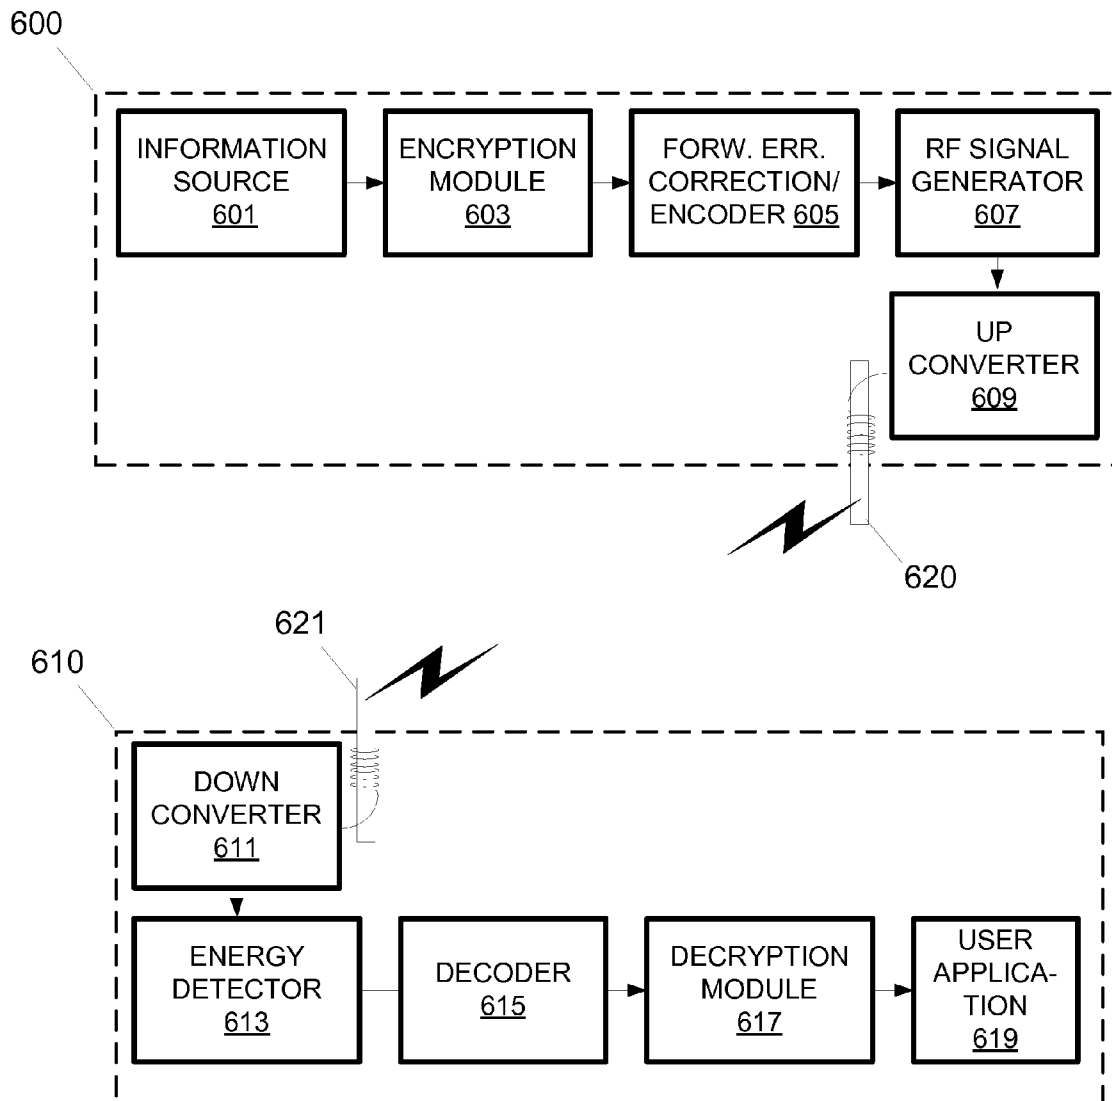 600
INFORMATION
SOURCE
601
ENCRYPTION
MODULE
603
FORW. ERR.
CORRECTION/
ENCODER 605
RF SIGNAL
GENERATOR
607
UP
CONVERTER
609
620
621
610
DOWN
CONVERTER
611
ENERGY
DETECTOR
613
DECODER
615
DECRYPTION
MODULE
617
USER
APPLICA-
TION
619